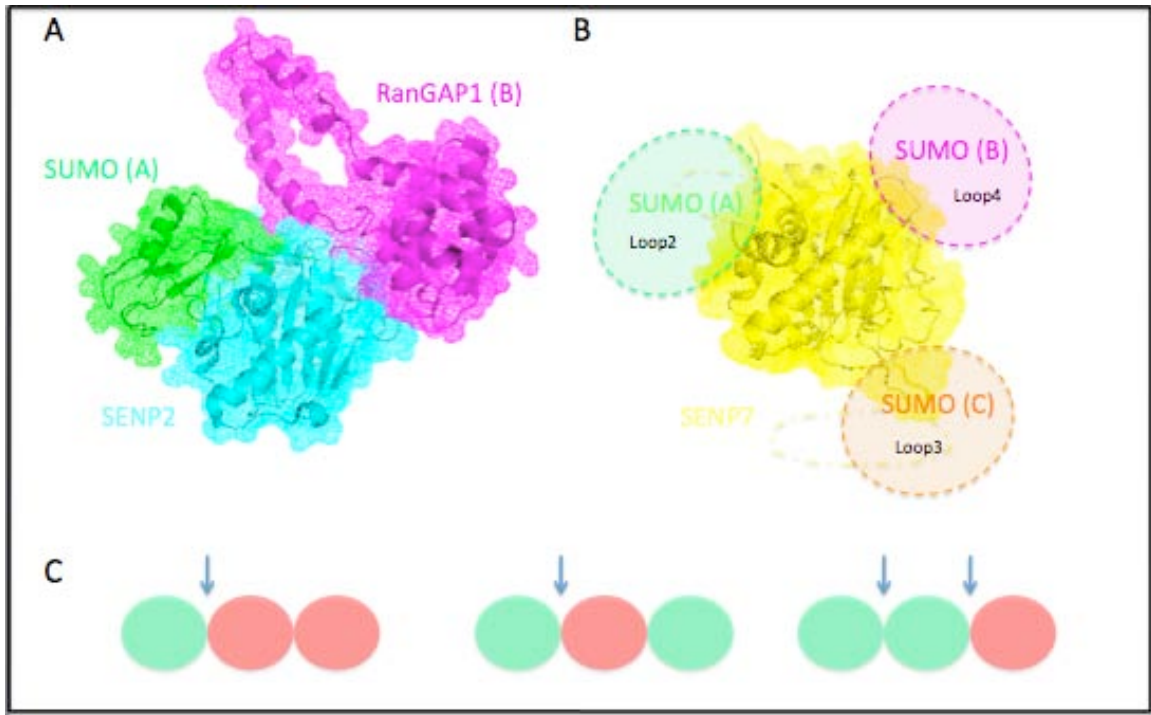 A
B
RanGAP1 (B)
SUMO (A)
SENP2
SUMO (B)
Loop4
SUMO (A)
Loop2
SENP7
SUMO (C)
Loop3
C